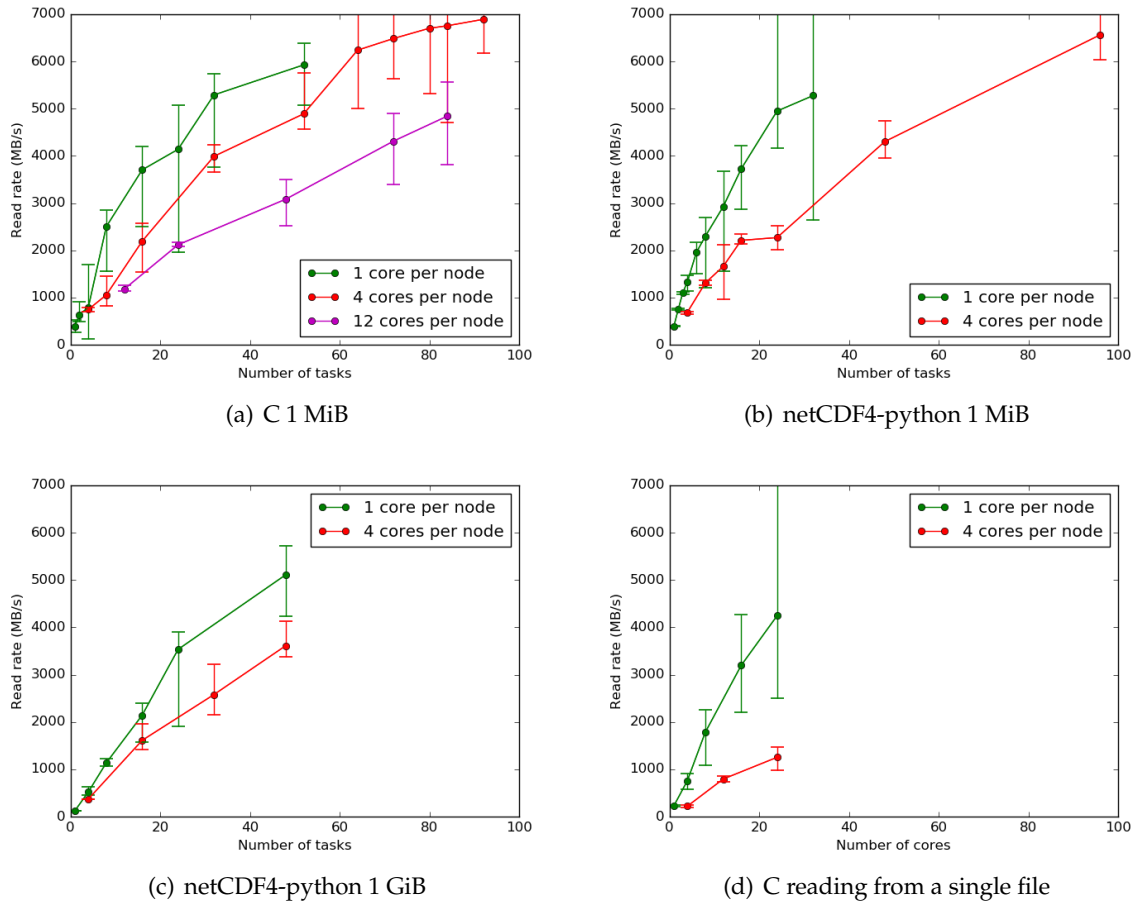 7000
6000
5000
4000
3000
2000
1000
0
Read rate (MB/s)
1 core per node
4 cores per node
12 cores per node
0 20 40 60 80 100
Number of tasks
(a) C 1 MiB
7000
6000
5000
4000
3000
2000
1000
0
Read rate (MB/s)
1 core per node
4 cores per node
0 20 40 60 80 100
Number of tasks
(b) netCDF4-python 1 MiB
7000
6000
5000
4000
3000
2000
1000
0
Read rate (MB/s)
1 core per node
4 cores per node
0 20 40 60 80 100
Number of tasks
(c) netCDF4-python 1 GiB
7000
6000
5000
4000
3000
2000
1000
0
Read rate (MB/s)
1 core per node
4 cores per node
0 20 40 60 80 100
Number of cores
(d) C reading from a single file